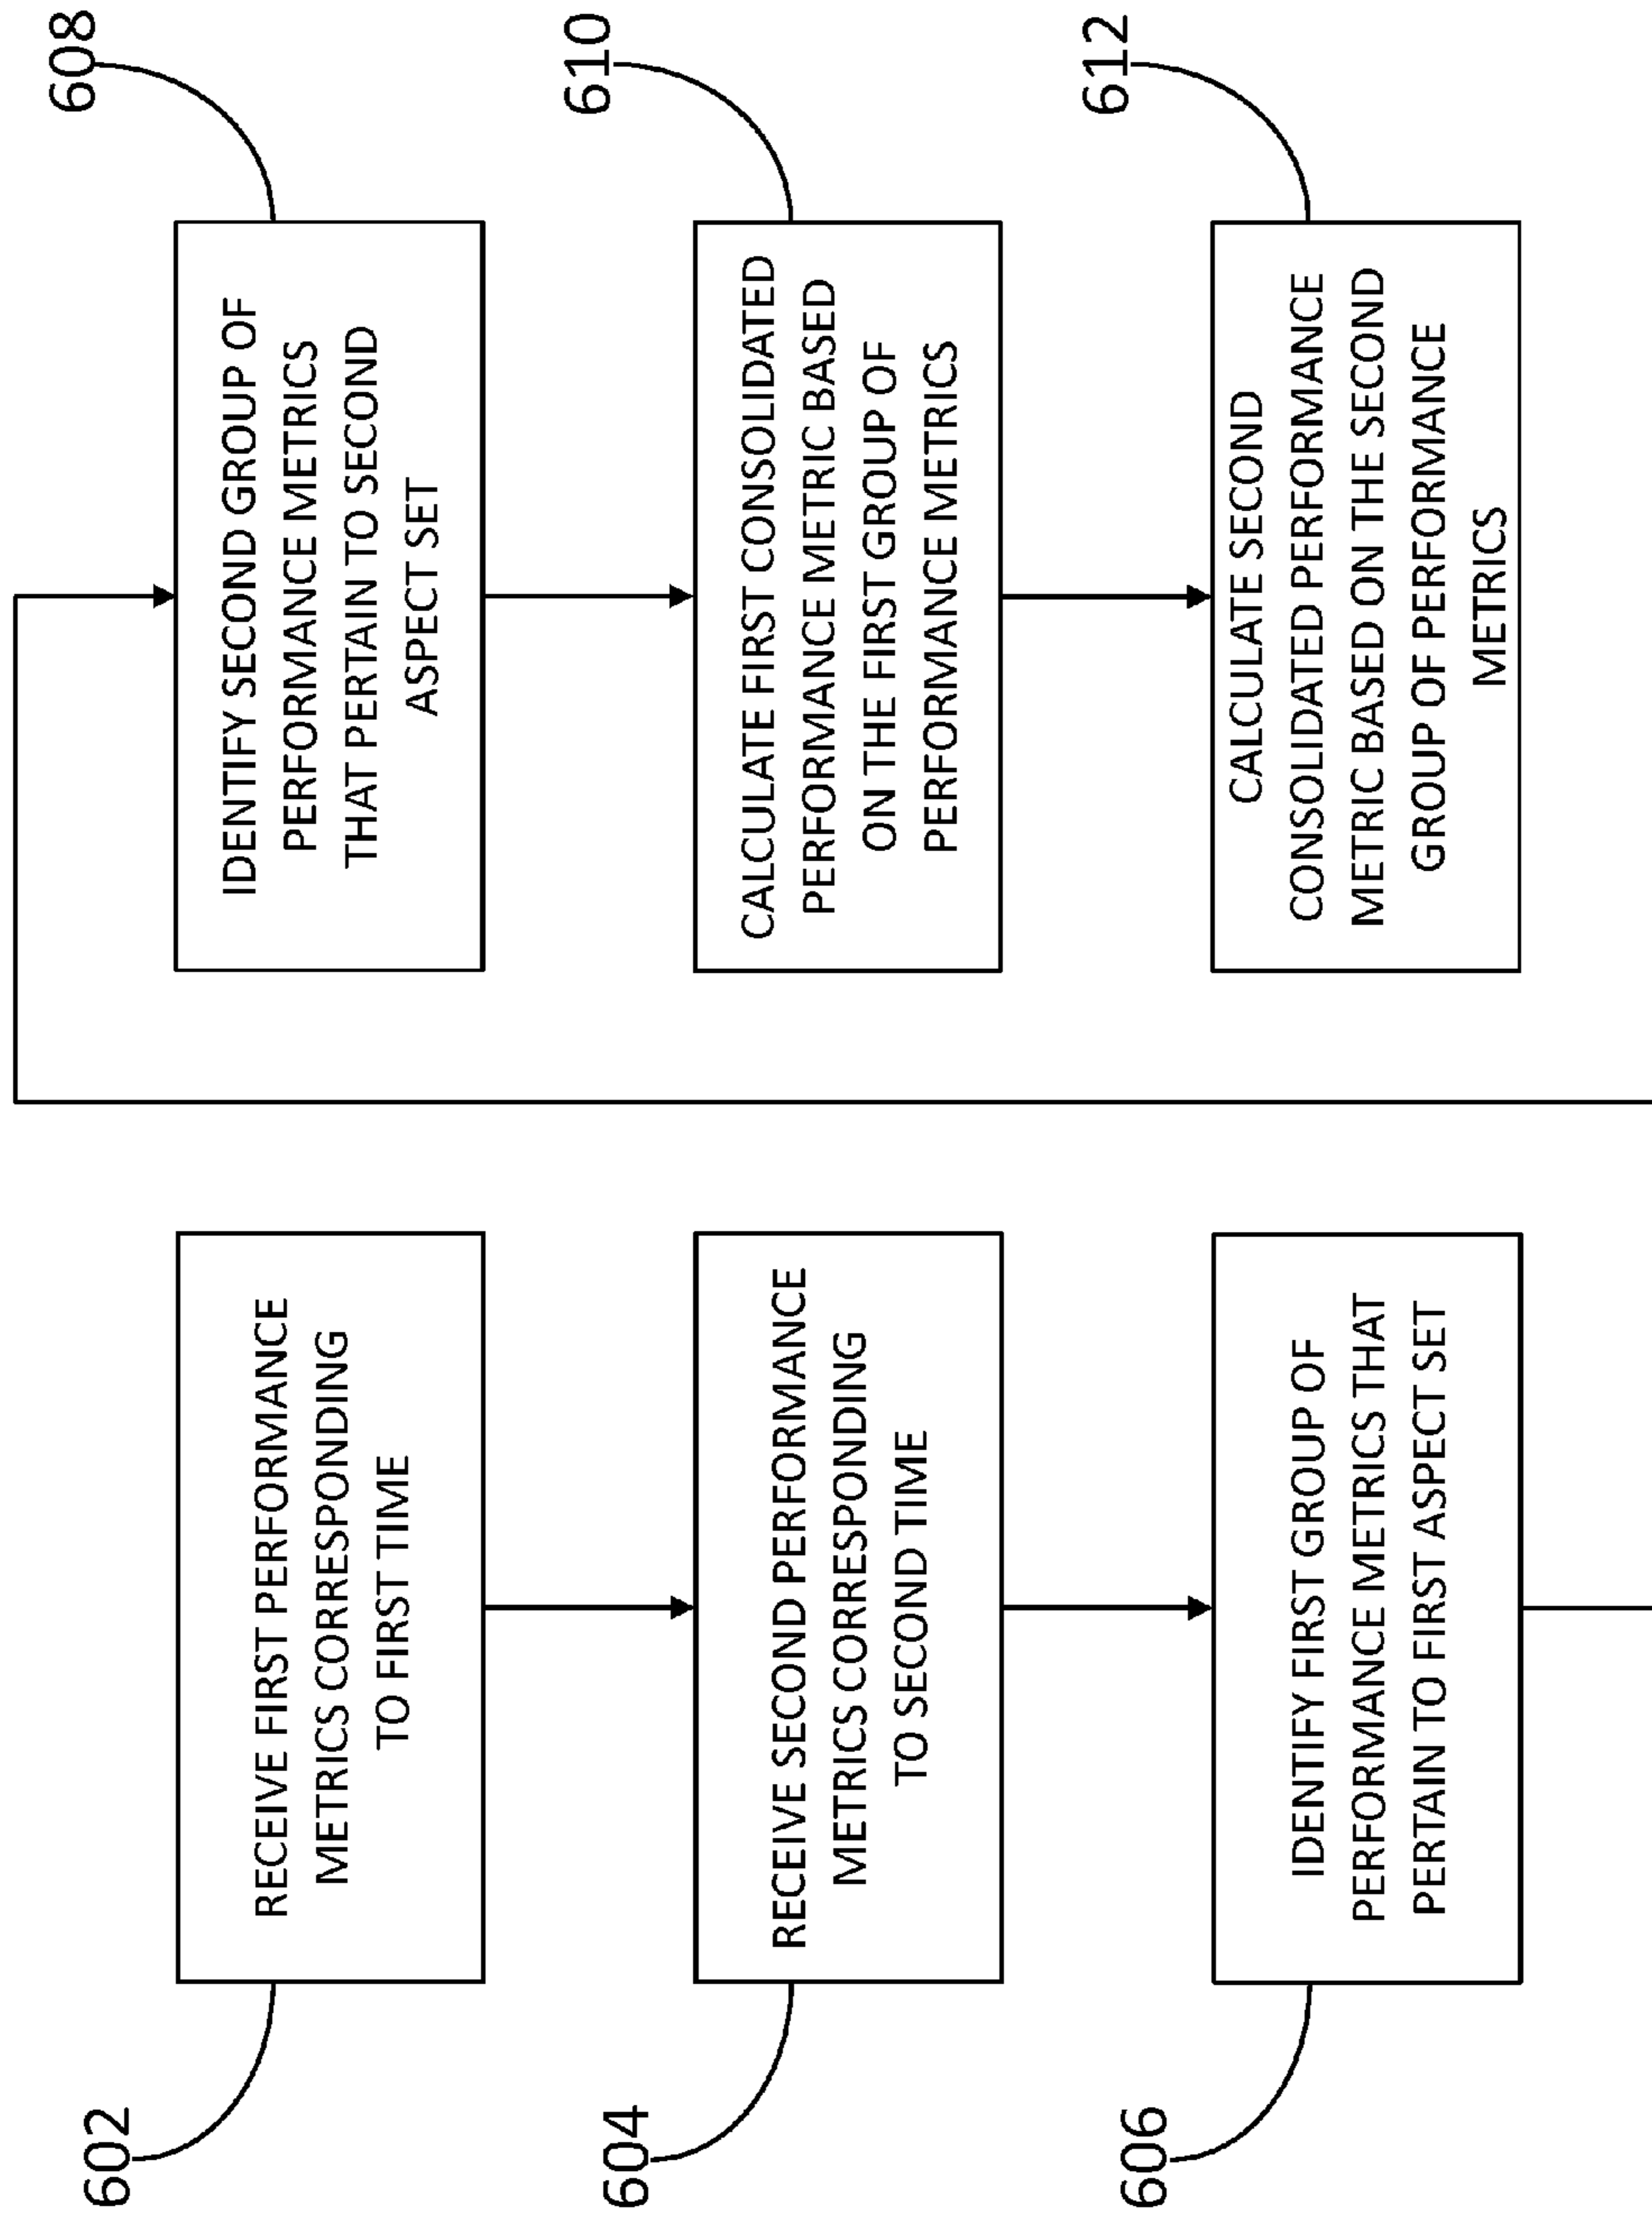 602
RECEIVE FIRST PERFORMANCE
METRICS CORRESPONDING
TO FIRST TIME
604
RECEIVE SECOND PERFORMANCE
METRICS CORRESPONDING
TO SECOND TIME
606
IDENTIFY FIRST GROUP OF
PERFORMANCE METRICS THAT
PERTAIN TO FIRST ASPECT SET
608
IDENTIFY SECOND GROUP OF
PERFORMANCE METRICS
THAT PERTAIN TO SECOND
ASPECT SET
610
CALCULATE FIRST CONSOLIDATED
PERFORMANCE METRIC BASED
ON THE FIRST GROUP OF
PERFORMANCE METRICS
612
CALCULATE SECOND
CONSOLIDATED PERFORMANCE
METRIC BASED ON THE SECOND
GROUP OF PERFORMANCE
METRICS